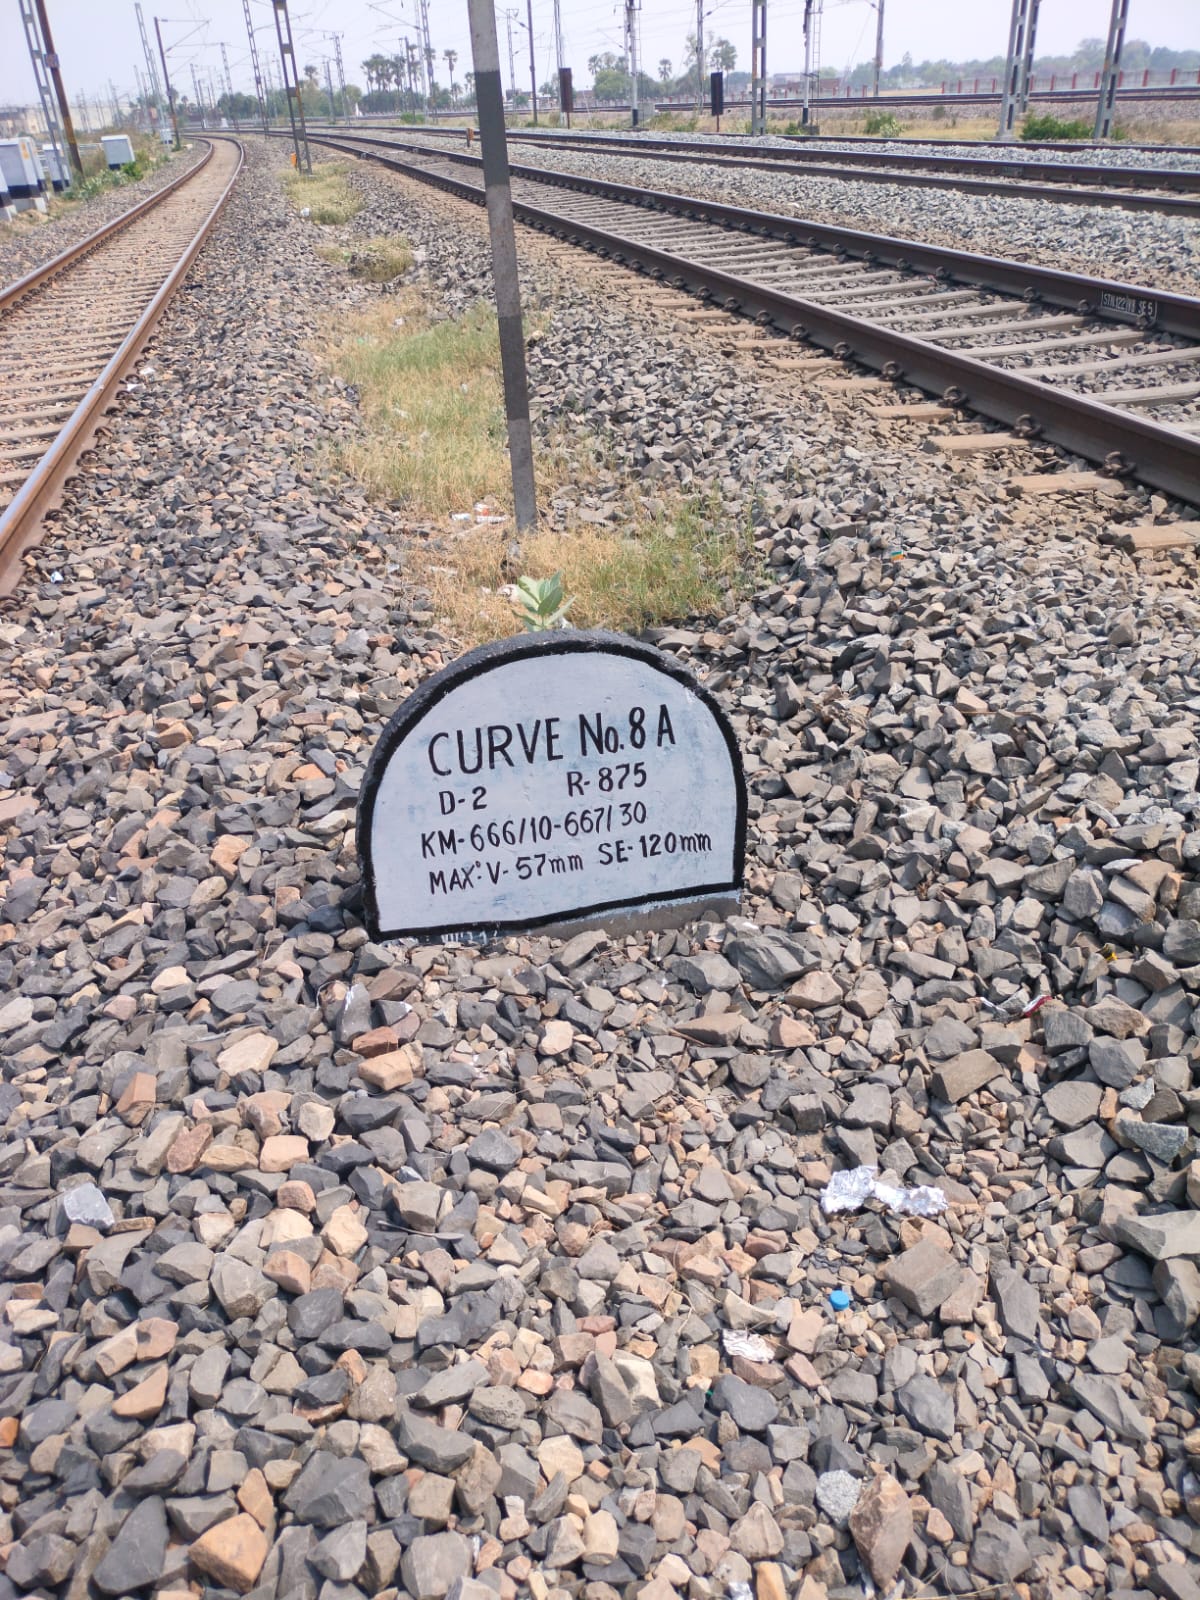 CURVE No. 8 A
D-2 R-875
KM-666/10-667/30
MAX: V-57mm SE-120mm